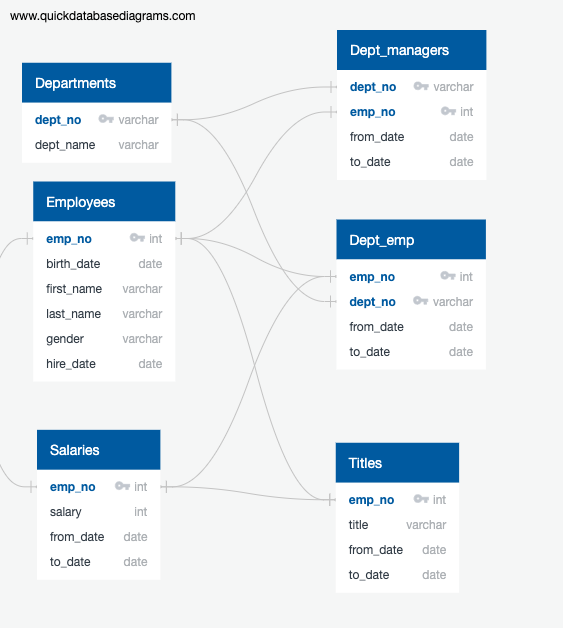 www.quickdatabasediagrams.com
Departments
dept_no varchar
dept_name varchar
Employees
emp_no int
birth_date date
first_name varchar
last_name varchar
gender varchar
hire_date date
Salaries
emp_no int
salary int
from_date date
to_date date
Dept_managers
dept_no varchar
emp_no int
from_date date
to_date date
Dept_emp
emp_no int
dept_no varchar
from_date date
to_date date
Titles
emp_no int
title varchar
from_date date
to_date date